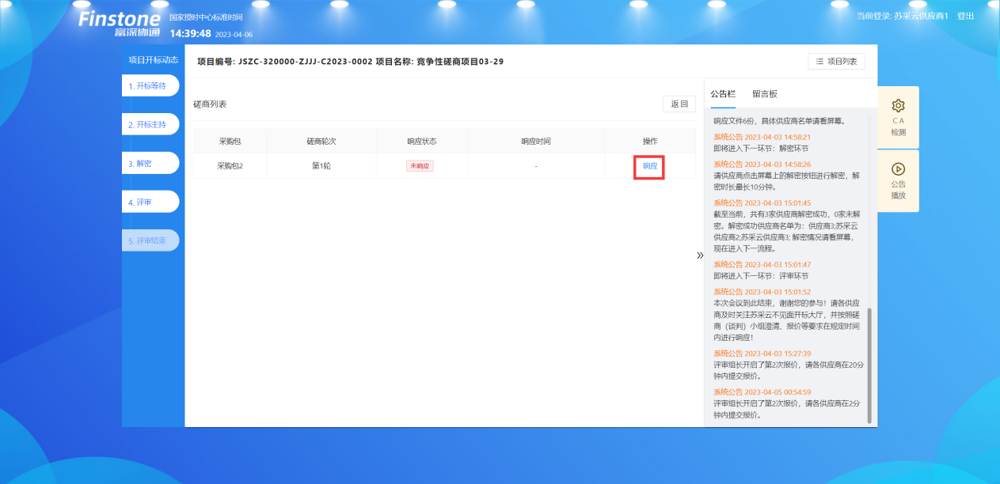 Finstone
富深协通
国家授时中心标准时间
14:39:48 2023-04-06
当前登录: 苏采云供应商1 登出
项目开标动态
1. 开标等待
2. 开标主持
3. 解密
4. 评审
5. 评审结束
项目编号: JSZC-320000-ZJJJ-C2023-0002 项目名称: 竞争性磋商项目03-29
项目列表
磋商列表
返 回
采购包 磋商轮次 响应状态 响应时间 操作
采购包2 第1轮 未响应 - 响应
公告栏 留言板
响应文件6份，具体供应商名单请看屏幕。
系统公告 2023-04-03 14:58:21
即将进入下一环节：解密环节
系统公告 2023-04-03 14:58:26
请供应商点击屏幕上的解密按钮进行解密，解
密时长最长10分钟。
系统公告 2023-04-03 15:01:45
截至当前，共有3家供应商解密成功，0家未解
密。解密成功供应商名单为：供应商3;苏采云
供应商2;苏采云供应商3; 解密情况请看屏幕，
现在进入下一流程。
系统公告 2023-04-03 15:01:47
即将进入下一环节：评审环节
系统公告 2023-04-03 15:01:52
本次会议到此结束，谢谢您的参与！请各供应
商及时关注苏采云不见面开标大厅，并按照磋
商（谈判）小组澄清、报价等要求在规定时间
内进行响应！
系统公告 2023-04-03 15:27:39
评审组长开启了第2次报价，请各供应商在20分
钟内提交报价。
系统公告 2023-04-05 00:54:59
评审组长开启了第2次报价，请各供应商在2分
钟内提交报价。
CA
检测
公告
播放